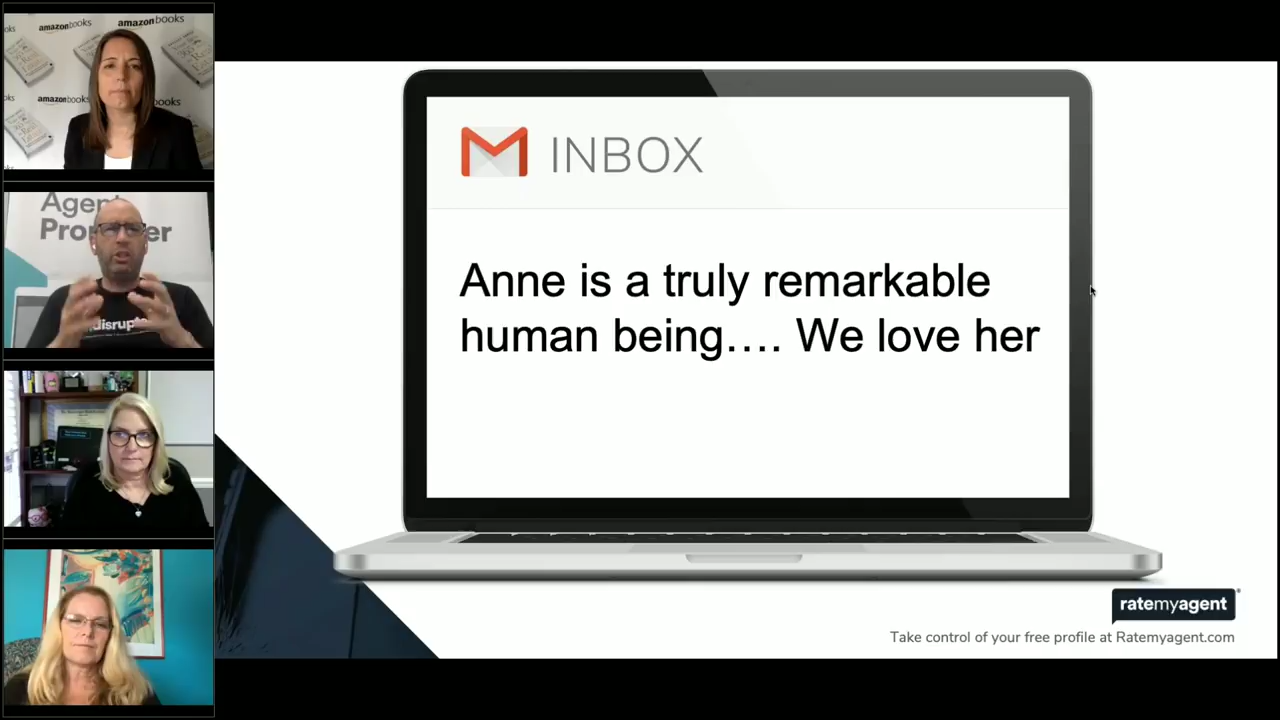 amazonbooks
amazonbooks
amazonbooks
Agent
disrupt
INBOX
Anne is a truly remarkable
human being…. We love her
ratemyagent
Take control of your free profile at Ratemyagent.com